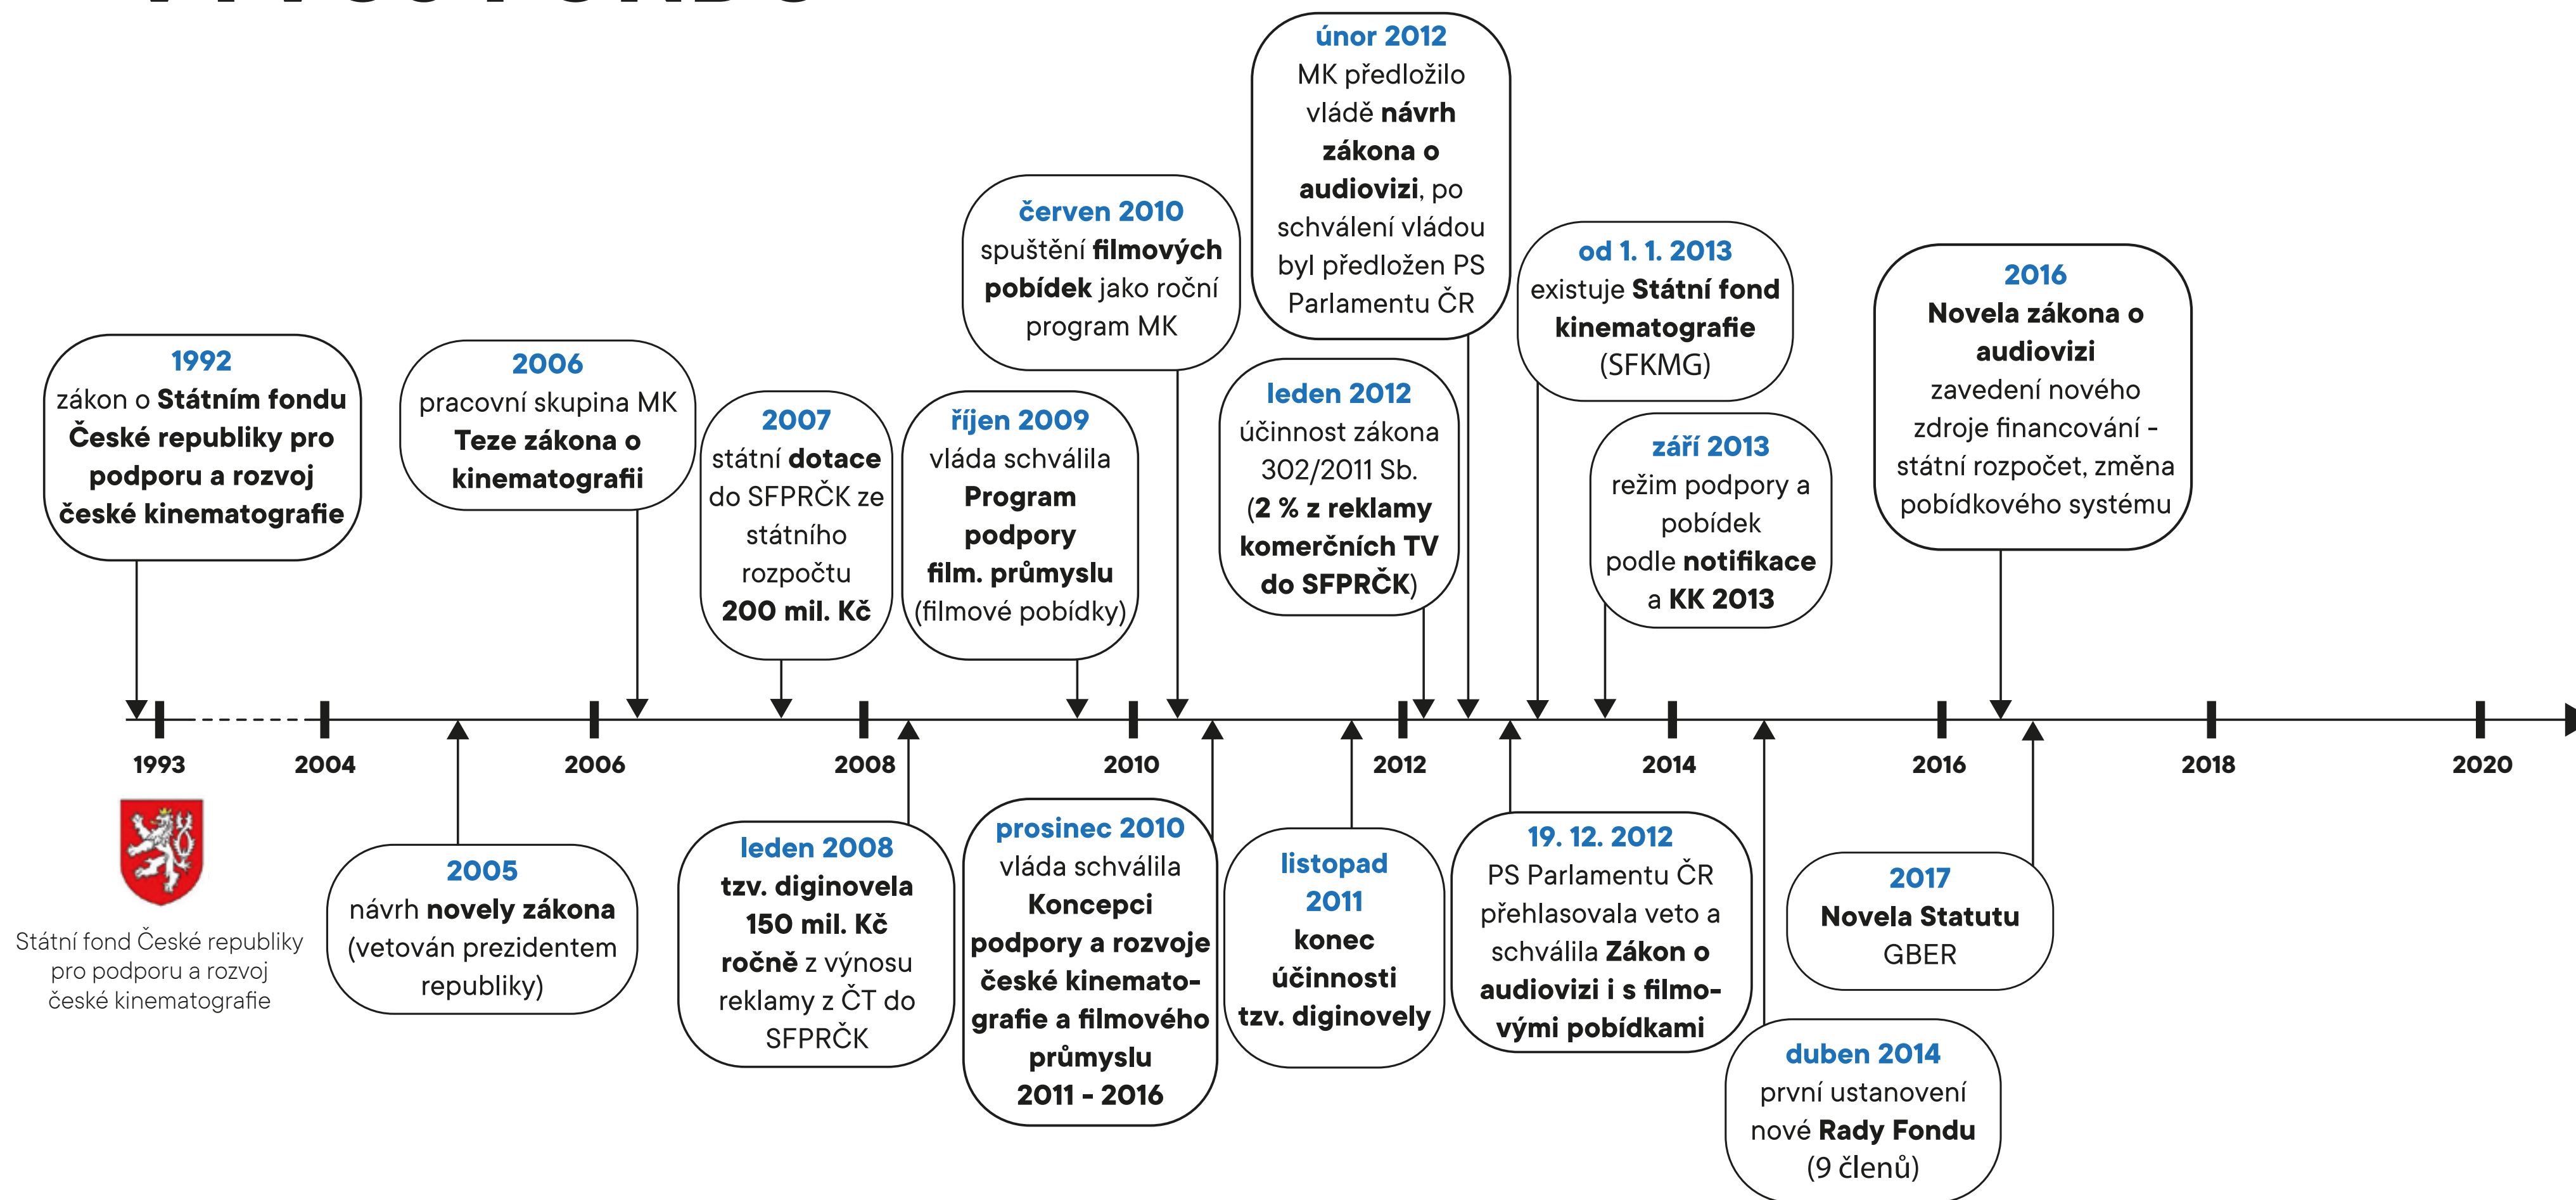 únor 2012
MK předložilo
vládě návrh
zákona o
audiovizi, po
schválení vládou
byl předložen PS
Parlamentu ČR
červen 2010
spuštění filmových
pobídek jako roční
program MK
od 1. 1. 2013
existuje Státní fond
kinematografie
(SFKMG)
2016
Novela zákona o
audiovizi
zavedení nového
zdroje financování -
státní rozpočet, změna
pobídkového systému
1992
zákon o Státním fondu
České republiky pro
podporu a rozvoj
české kinematografie
2006
pracovní skupina MK
Teze zákona o
kinematografii
2007
státní dotace
do SFPRČK ze
státního
rozpočtu
200 mil. Kč
říjen 2009
vláda schválila
Program
podpory
film. průmyslu
(filmové pobídky)
leden 2012
účinnost zákona
302/2011 Sb.
(2 % z reklamy
komerčních TV
do SFPRČK)
září 2013
režim podpory a
pobídek
podle notifikace
a KK 2013
1993
2004
2006
2008
2010
2012
2014
2016
2018
2020
Státní fond České republiky
pro podporu a rozvoj
české kinematografie
2005
návrh novely zákona
(vetován prezidentem
republiky)
leden 2008
tzv. diginovela
150 mil. Kč
ročně z výnosu
reklamy z ČT do
SFPRČK
prosinec 2010
vláda schválila
Koncepci
podpory a rozvoje
české kinemato-
grafie a filmového
průmyslu
2011 - 2016
listopad
2011
konec
účinnosti
tzv. diginovely
19. 12. 2012
PS Parlamentu ČR
přehlasovala veto a
schválila Zákon o
audiovizi i s filmo-
vými pobídkami
2017
Novela Statutu
GBER
duben 2014
první ustanovení
nové Rady Fondu
(9 členů)